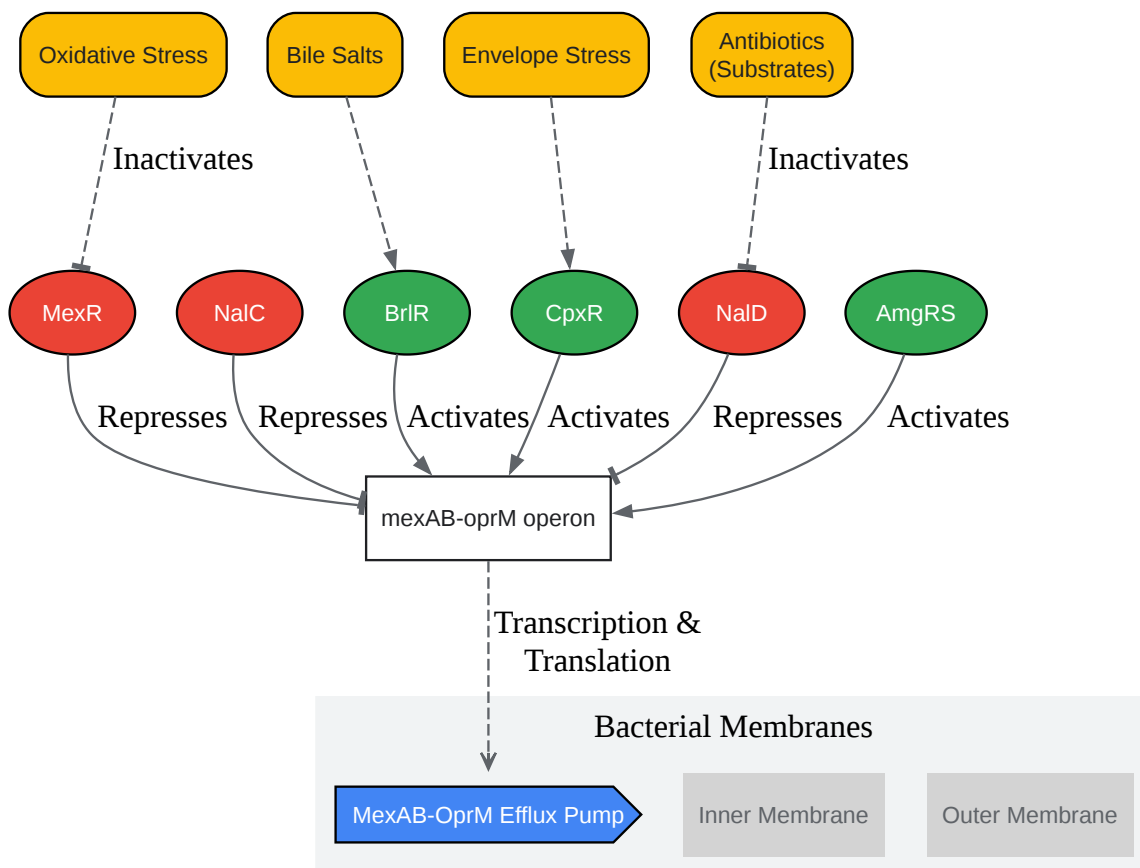 Oxidative Stress
Bile Salts
Envelope Stress
Antibiotics
(Substrates)
Inactivates
Inactivates
MexR
NalC
BrlR
CpxR
NalD
AmgRS
Represses
Represses
Activates
Activates
Represses
Activates
mexAB-oprM operon
Transcription &
Translation
Bacterial Membranes
MexAB-OprM Efflux Pump
Inner Membrane
Outer Membrane